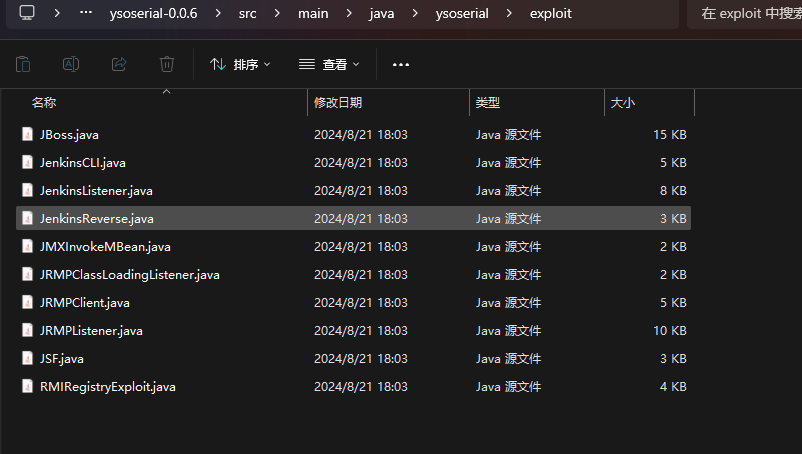 ysoserial-0.0.6 > src > main > java > ysoserial > exploit
在 exploit 中搜索
排序 查看
名称 修改日期 类型 大小
JBoss.java 2024/8/21 18:03 Java 源文件 15 KB
JenkinsCLI.java 2024/8/21 18:03 Java 源文件 5 KB
JenkinsListener.java 2024/8/21 18:03 Java 源文件 8 KB
JenkinsReverse.java 2024/8/21 18:03 Java 源文件 3 KB
JMXInvokeMBean.java 2024/8/21 18:03 Java 源文件 2 KB
JRMPClassLoadingListener.java 2024/8/21 18:03 Java 源文件 2 KB
JRMPClient.java 2024/8/21 18:03 Java 源文件 5 KB
JRMPListener.java 2024/8/21 18:03 Java 源文件 10 KB
JSF.java 2024/8/21 18:03 Java 源文件 3 KB
RMIRegistryExploit.java 2024/8/21 18:03 Java 源文件 4 KB